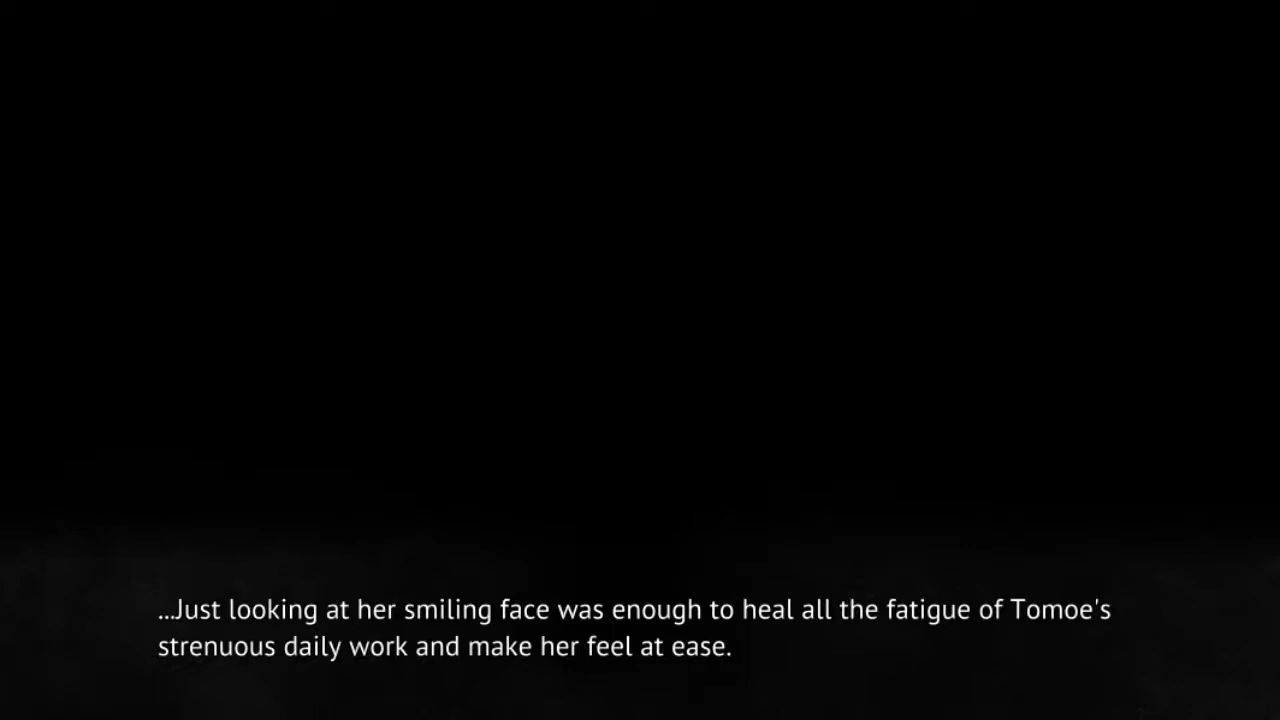 ...Just looking at her smiling face was enough to heal all the fatigue of Tomoe's
strenuous daily work and make her feel at ease.